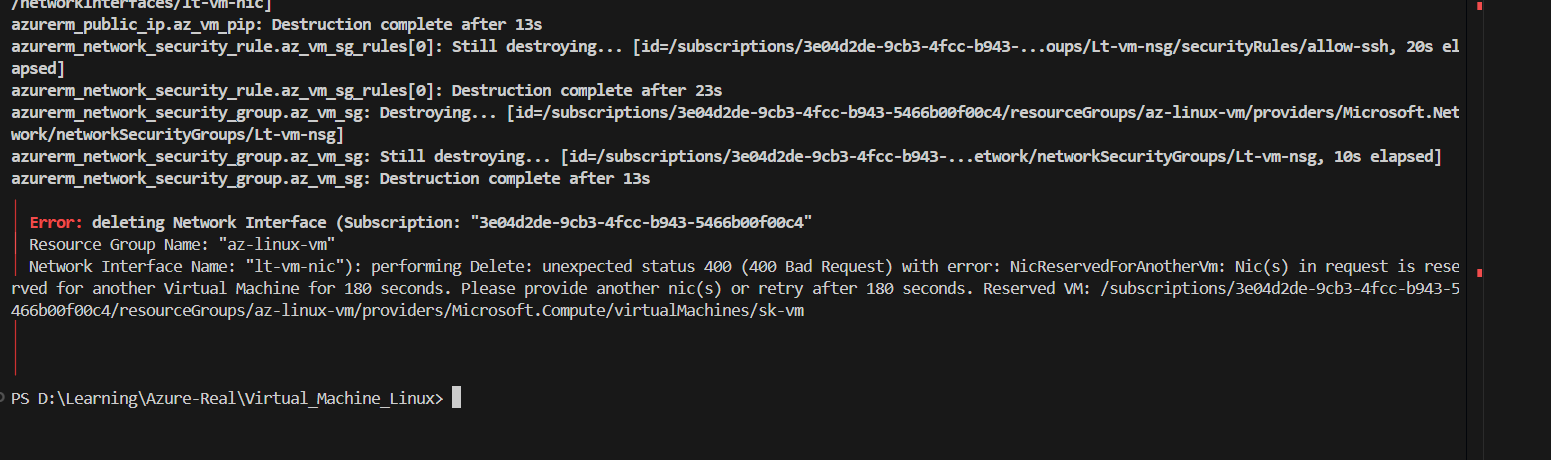 /networkInterfaces/lt-vm-nic]
azurerm_public_ip.az_vm_pip: Destruction complete after 13s
azurerm_network_security_rule.az_vm_sg_rules[0]: Still destroying... [id=/subscriptions/3e04d2de-9cb3-4fcc-b943-...oups/Lt-vm-nsg/securityRules/allow-ssh, 20s el
apsed]
azurerm_network_security_rule.az_vm_sg_rules[0]: Destruction complete after 23s
azurerm_network_security_group.az_vm_sg: Destroying... [id=/subscriptions/3e04d2de-9cb3-4fcc-b943-5466b00f00c4/resourceGroups/az-linux-vm/providers/Microsoft.Net
work/networkSecurityGroups/Lt-vm-nsg]
azurerm_network_security_group.az_vm_sg: Still destroying... [id=/subscriptions/3e04d2de-9cb3-4fcc-b943-...etwork/networkSecurityGroups/Lt-vm-nsg, 10s elapsed]
azurerm_network_security_group.az_vm_sg: Destruction complete after 13s
Error: deleting Network Interface (Subscription: "3e04d2de-9cb3-4fcc-b943-5466b00f00c4"
Resource Group Name: "az-linux-vm"
Network Interface Name: "lt-vm-nic"): performing Delete: unexpected status 400 (400 Bad Request) with error: NicReservedForAnotherVm: Nic(s) in request is rese
rved for another Virtual Machine for 180 seconds. Please provide another nic(s) or retry after 180 seconds. Reserved VM: /subscriptions/3e04d2de-9cb3-4fcc-b943-5
466b00f00c4/resourceGroups/az-linux-vm/providers/Microsoft.Compute/virtualMachines/sk-vm
PS D:\Learning\Azure-Real\Virtual_Machine_Linux>